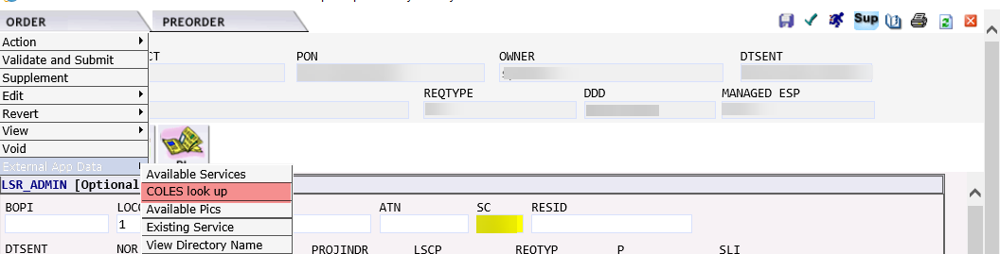 ORDER PREORDER Sup
Action
Validate and Submit PON OWNER DTSENT
Supplement
Edit REQTYPE DDD MANAGED ESP
Revert
View
Void
External App Data
Available Services
LSR_ADMIN [Optional
COLES look up
BOPI ATN SC RESID
Available Pics
1
Existing Service
DTSENT NOR View Directory Name PROJINDR LSCP REQTYP P SLI